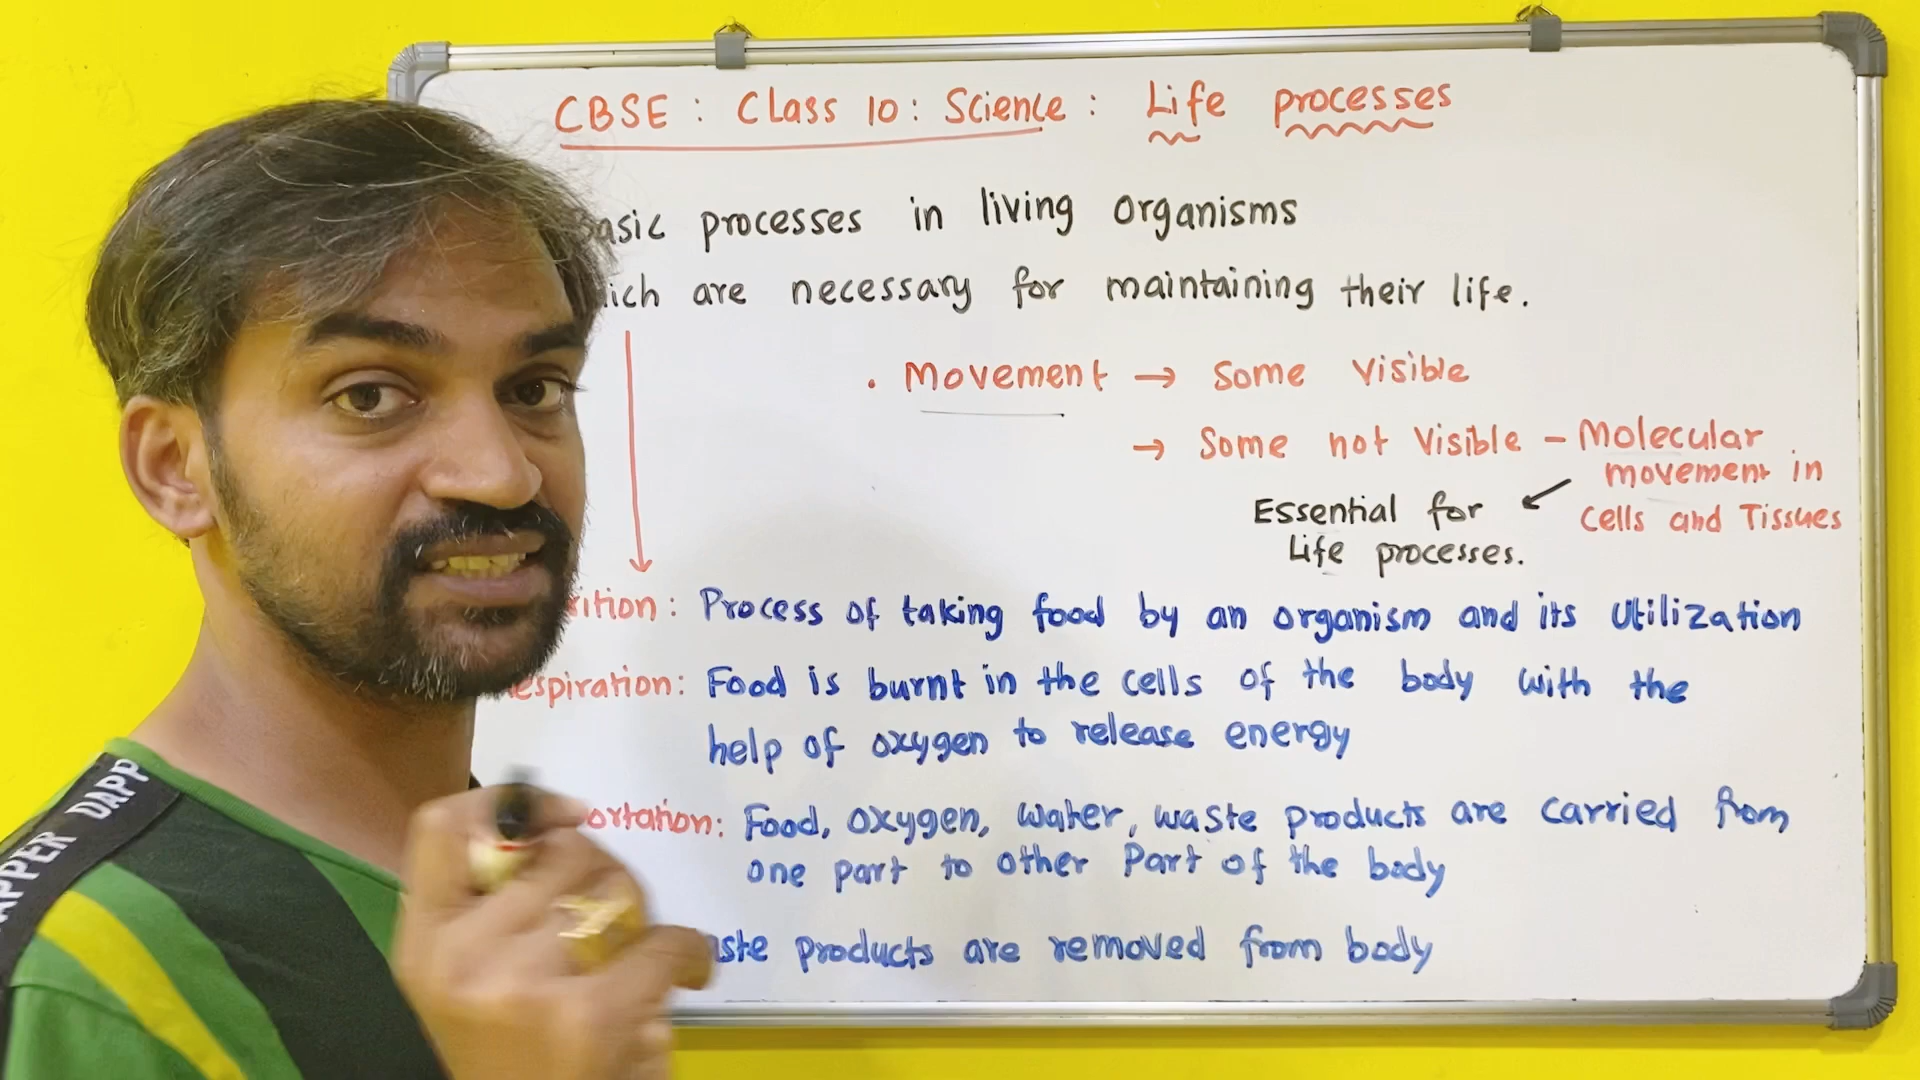 CBSE : Class 10 : Science : Life processes
Basic processes in living organisms
which are necessary for maintaining their life.
. Movement → Some visible
→ Some not visible - Molecular
movement in
cells and Tissues
Essential for
Life processes.
rition : Process of taking food by an organism and its utilization
espiration: Food is burnt in the cells of the body with the
help of oxygen to release energy
ortation: Food, oxygen, water, waste products are carried from
one part to other Part of the body
aste products are removed from body
APPER DAPP